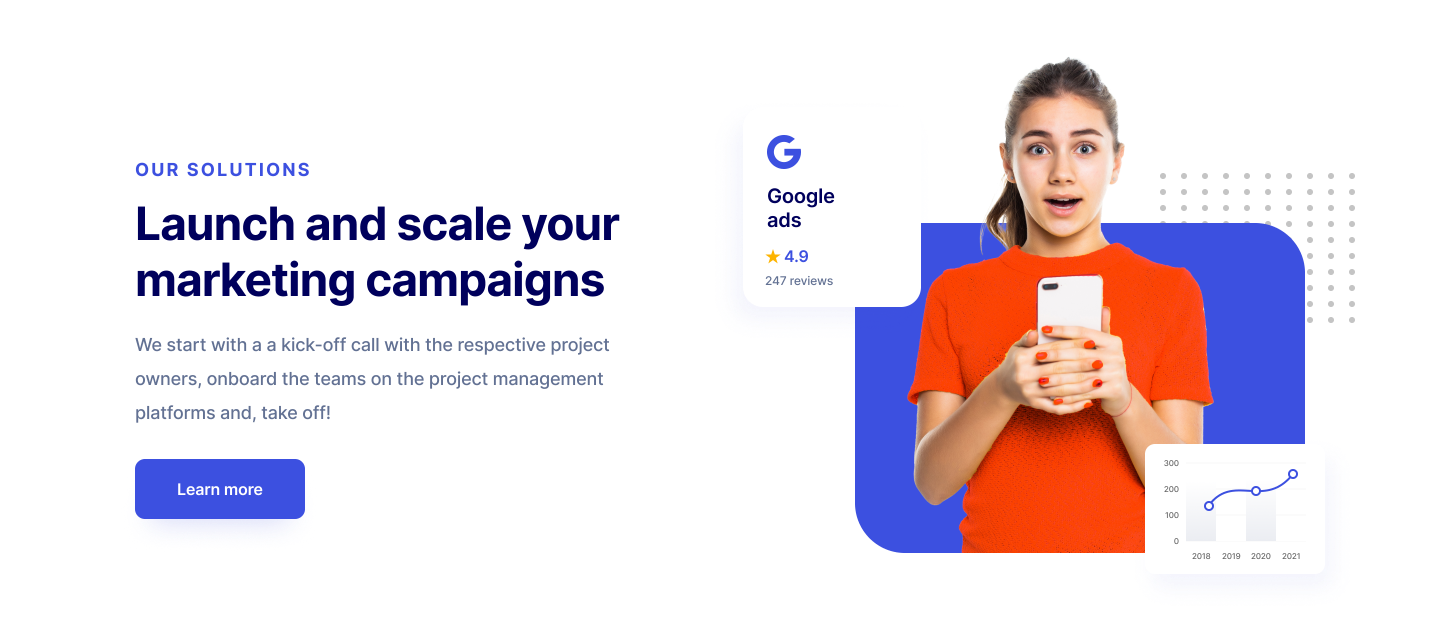 OUR SOLUTIONS
Launch and scale your
marketing campaigns
We start with a a kick-off call with the respective project
owners, onboard the teams on the project management
platforms and, take off!
Learn more
Google
ads
4.9
247 reviews
300
200
100
0
2018 2019 2020 2021